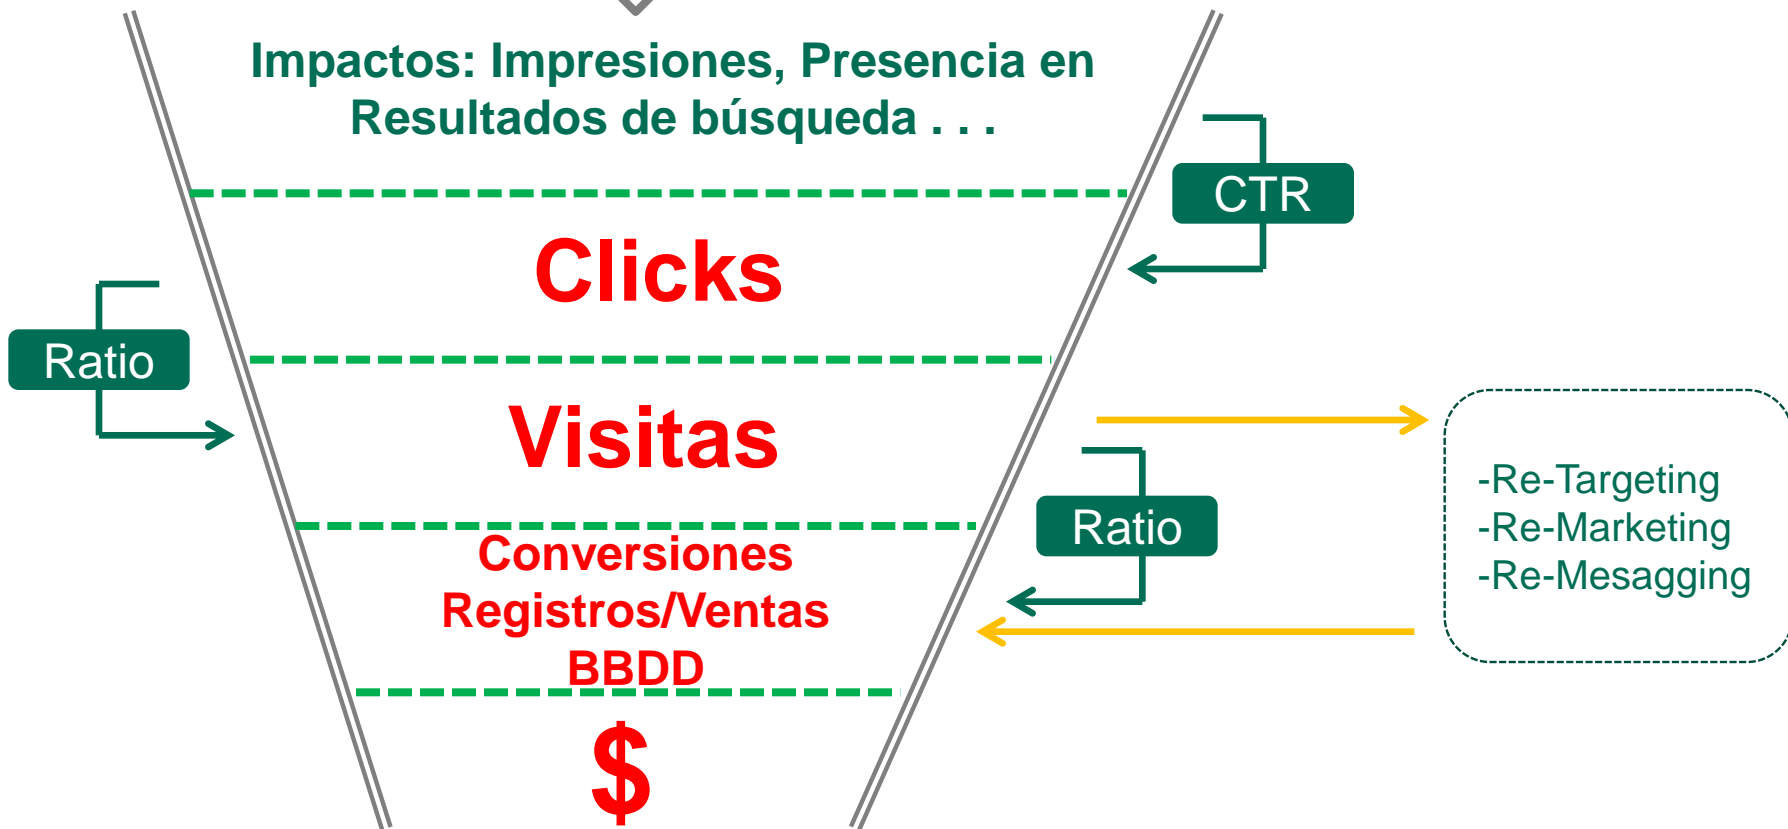 Impactos: Impresiones, Presencia en
Resultados de búsqueda . . .
CTR
Clicks
Ratio
Visitas
-Re-Targeting
-Re-Marketing
-Re-Mesagging
Ratio
Conversiones
Registros/Ventas
BBDD
$